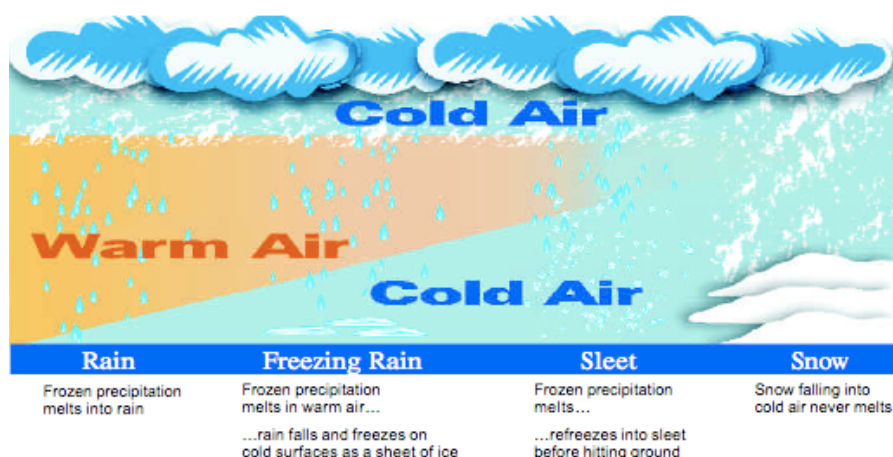 Cold Air
Warm Air
Cold Air
Rain
Freezing Rain
Sleet
Snow
Frozen precipitation
melts into rain
Frozen precipitation
melts in warm air...
...rain falls and freezes on
cold surfaces as a sheet of ice
Frozen precipitation
melts...
...refreezes into sleet
before hitting ground
Snow falling into
cold air never melts